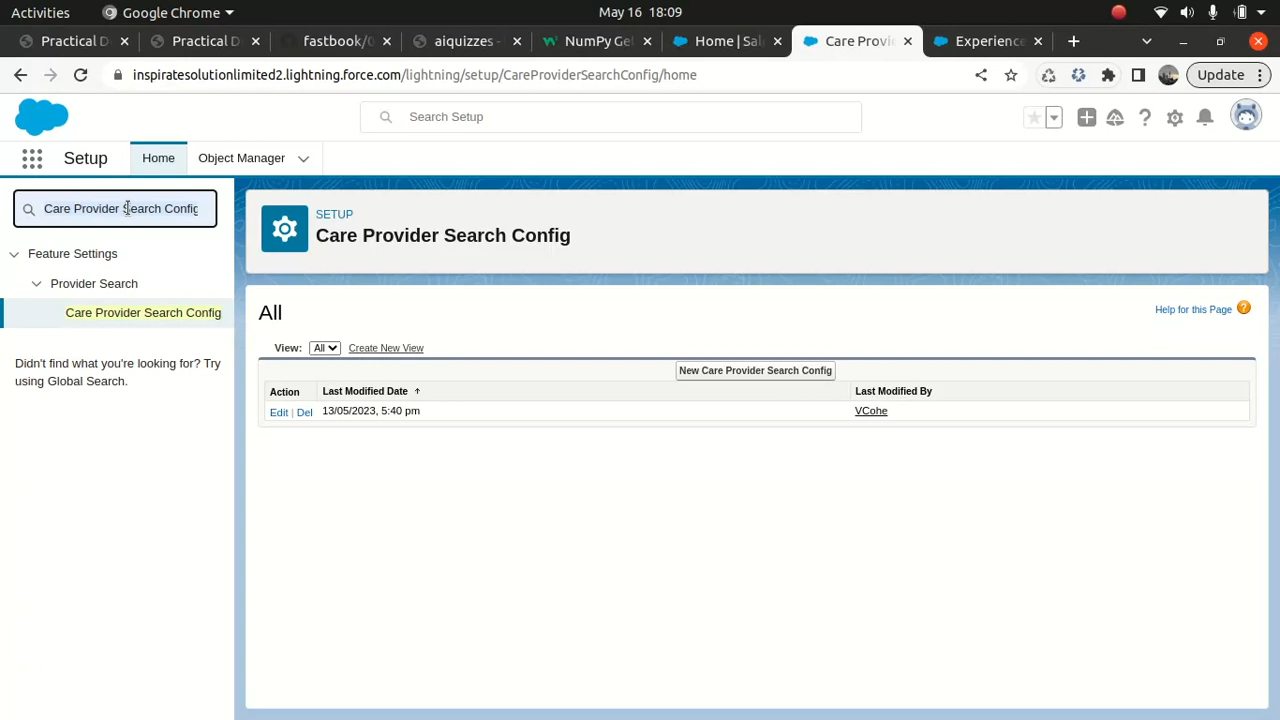 Activities
Google Chrome
May 16 18:09
Practical D
Practical D
fastbook/0
aiquizzes -
NumPy Ge
Home | Sal
Care Provi
Experience
inspiratesolutionlimited2.lightning.force.com/lightning/setup/CareProviderSearchConfig/home
Update
Search Setup
Setup
Home
Object Manager
Care Provider Search Config
Feature Settings
Provider Search
Care Provider Search Config
Didn't find what you're looking for? Try
using Global Search.
SETUP
Care Provider Search Config
All
Help for this Page
View: All Create New View
New Care Provider Search Config
Action Last Modified Date Last Modified By
Edit | Del 13/05/2023, 5:40 pm VCohe